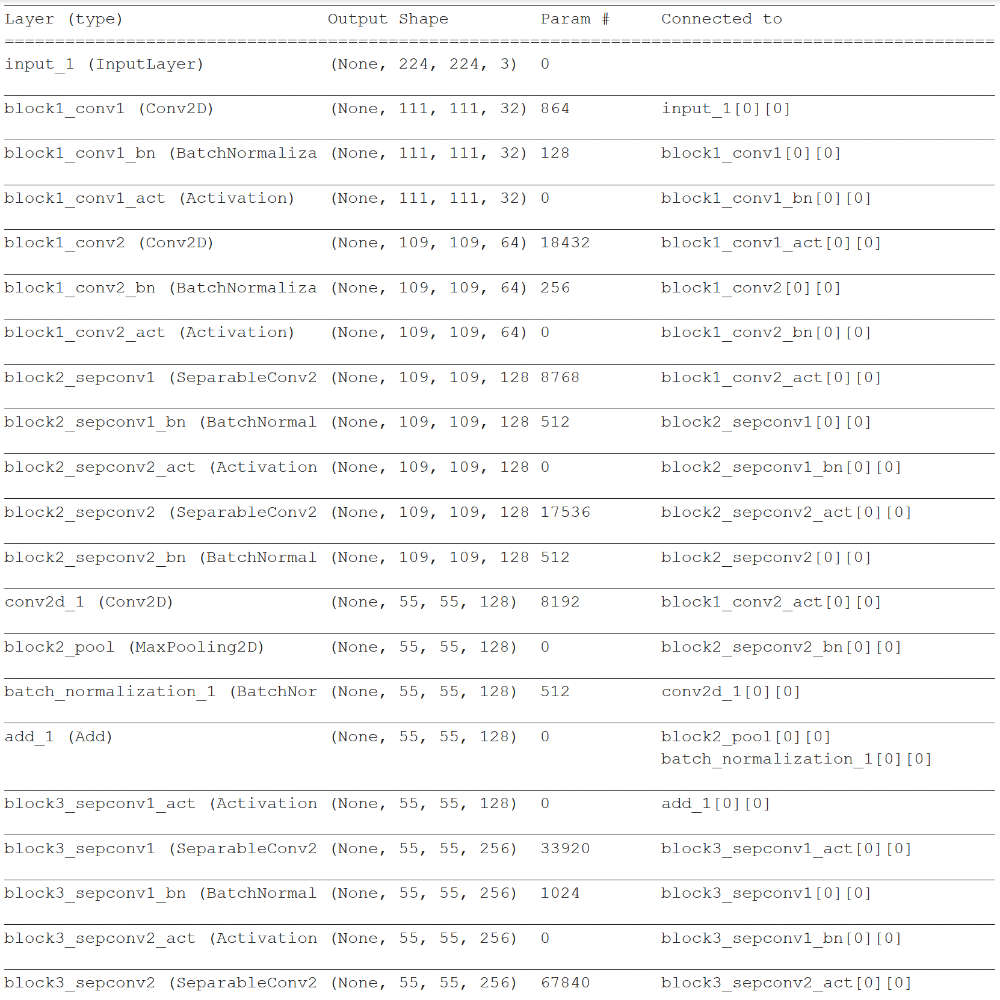 Layer (type) Output Shape Param # Connected to
==================================================================================================
input_1 (InputLayer) (None, 224, 224, 3) 0
block1_conv1 (Conv2D) (None, 111, 111, 32) 864 input_1[0][0]
block1_conv1_bn (BatchNormaliza (None, 111, 111, 32) 128 block1_conv1[0][0]
block1_conv1_act (Activation) (None, 111, 111, 32) 0 block1_conv1_bn[0][0]
block1_conv2 (Conv2D) (None, 109, 109, 64) 18432 block1_conv1_act[0][0]
block1_conv2_bn (BatchNormaliza (None, 109, 109, 64) 256 block1_conv2[0][0]
block1_conv2_act (Activation) (None, 109, 109, 64) 0 block1_conv2_bn[0][0]
block2_sepconv1 (SeparableConv2 (None, 109, 109, 128 8768 block1_conv2_act[0][0]
block2_sepconv1_bn (BatchNormal (None, 109, 109, 128 512 block2_sepconv1[0][0]
block2_sepconv2_act (Activation (None, 109, 109, 128 0 block2_sepconv1_bn[0][0]
block2_sepconv2 (SeparableConv2 (None, 109, 109, 128 17536 block2_sepconv2_act[0][0]
block2_sepconv2_bn (BatchNormal (None, 109, 109, 128 512 block2_sepconv2[0][0]
conv2d_1 (Conv2D) (None, 55, 55, 128) 8192 block1_conv2_act[0][0]
block2_pool (MaxPooling2D) (None, 55, 55, 128) 0 block2_sepconv2_bn[0][0]
batch_normalization_1 (BatchNor (None, 55, 55, 128) 512 conv2d_1[0][0]
add_1 (Add) (None, 55, 55, 128) 0 block2_pool[0][0]
batch_normalization_1[0][0]
block3_sepconv1_act (Activation (None, 55, 55, 128) 0 add_1[0][0]
block3_sepconv1 (SeparableConv2 (None, 55, 55, 256) 33920 block3_sepconv1_act[0][0]
block3_sepconv1_bn (BatchNormal (None, 55, 55, 256) 1024 block3_sepconv1[0][0]
block3_sepconv2_act (Activation (None, 55, 55, 256) 0 block3_sepconv1_bn[0][0]
block3_sepconv2 (SeparableConv2 (None, 55, 55, 256) 67840 block3_sepconv2_act[0][0]